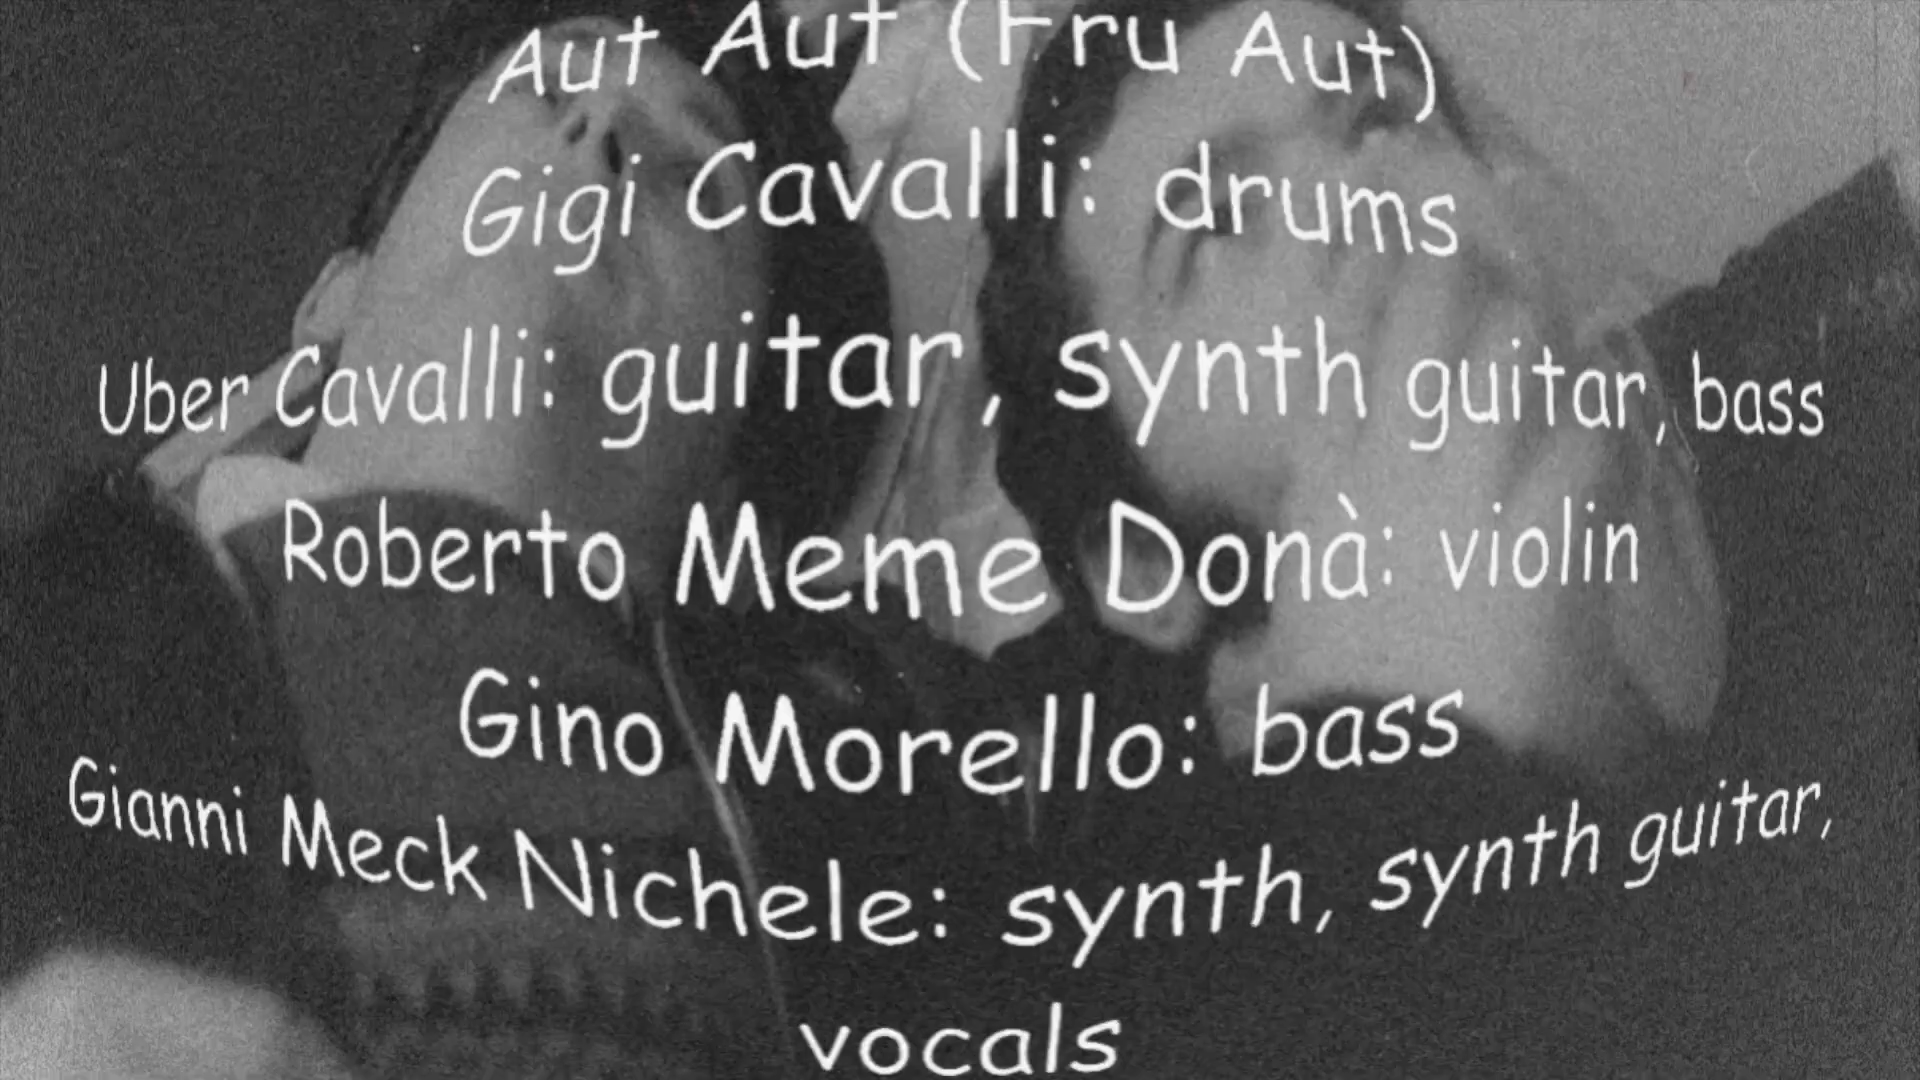 Aut Aut (Fru Aut)
Gigi Cavalli: drums
Uber Cavalli: guitar, synth guitar, bass
Roberto Meme Donà: violin
Gino Morello: bass
Gianni Meck Nichele: synth, synth guitar,
vocals